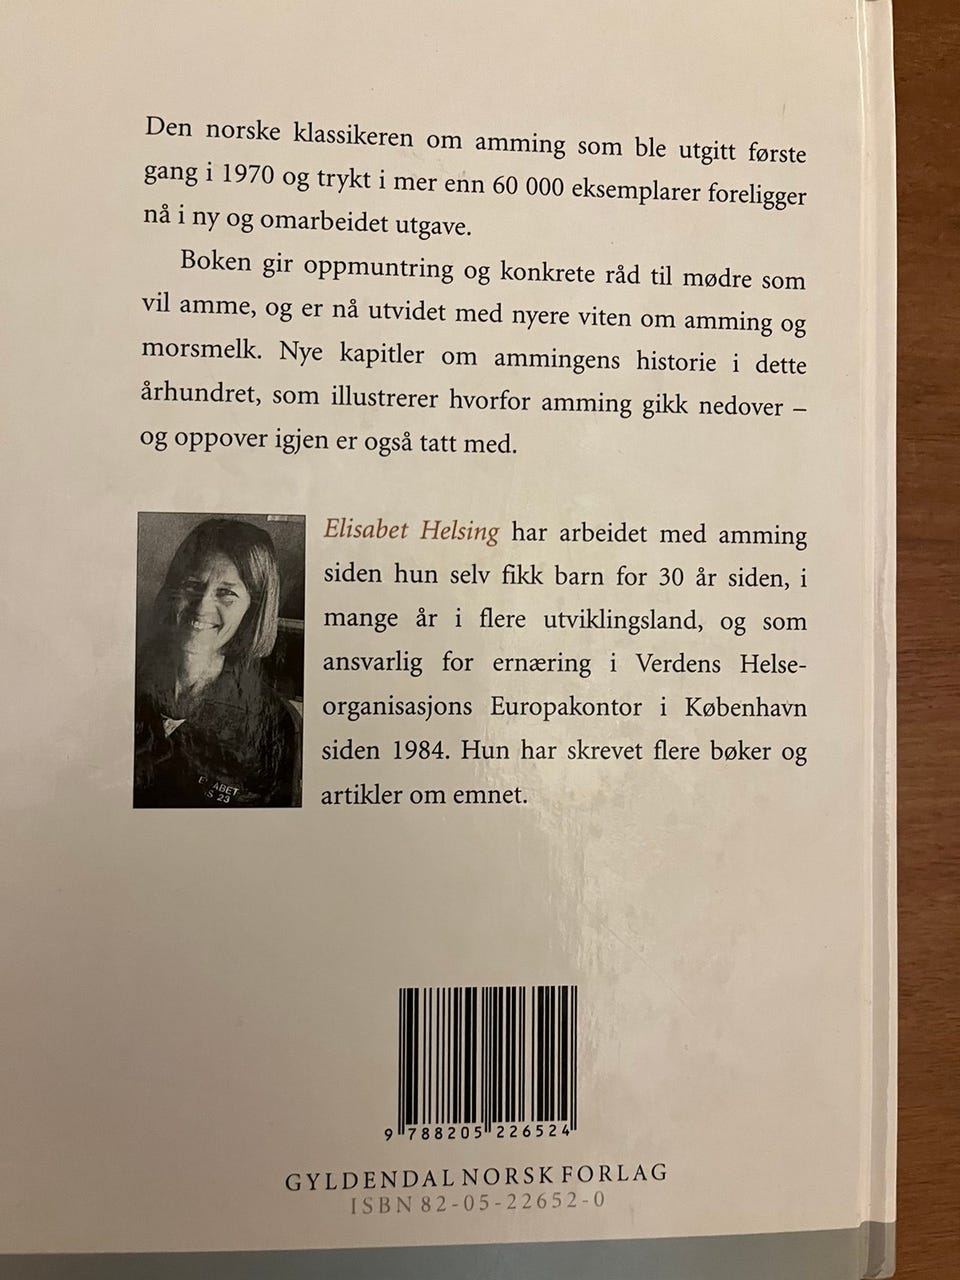 Den norske klassikeren om amming som ble utgitt første
gang i 1970 og trykt i mer enn 60 000 eksemplarer foreligger
nå i ny og omarbeidet utgave.
Boken gir oppmuntring og konkrete råd til mødre som
vil amme, og er nå utvidet med nyere viten om amming og
morsmelk. Nye kapitler om ammingens historie i dette
århundret, som illustrerer hvorfor amming gikk nedover –
og oppover igjen er også tatt med.
Elisabet Helsing har arbeidet med amming
siden hun selv fikk barn for 30 år siden, i
mange år i flere utviklingsland, og som
ansvarlig for ernæring i Verdens Helse-
organisasjons Europakontor i København
siden 1984. Hun har skrevet flere bøker og
artikler om emnet.
9 788205 226524
GYLDENDAL NORSK FORLAG
ISBN 82-05-22652-0